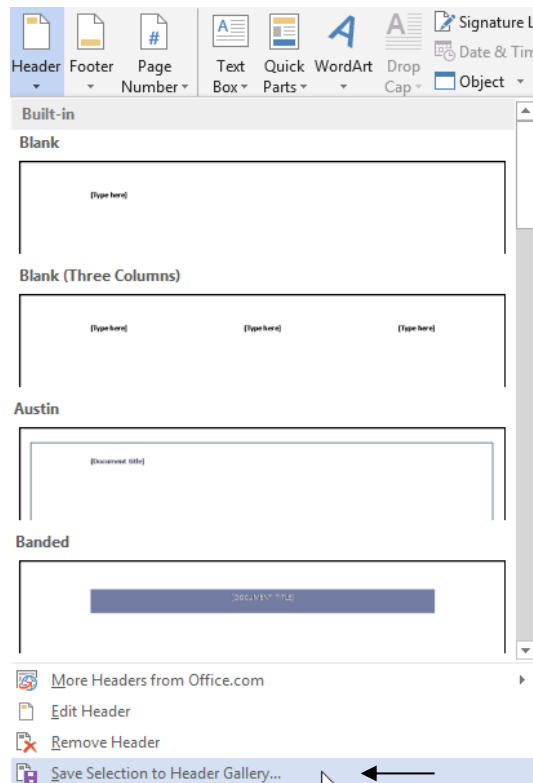 Signature L
Date & Tim
Object
Header Footer Page Number Text Box Quick Parts WordArt Drop Cap
#
A
Built-in
Blank
[Type here]
Blank (Three Columns)
[Type here] [Type here] [Type here]
Austin
[Document title]
Banded
[DOCUMENT TITLE]
More Headers from Office.com
Edit Header
Remove Header
Save Selection to Header Gallery...